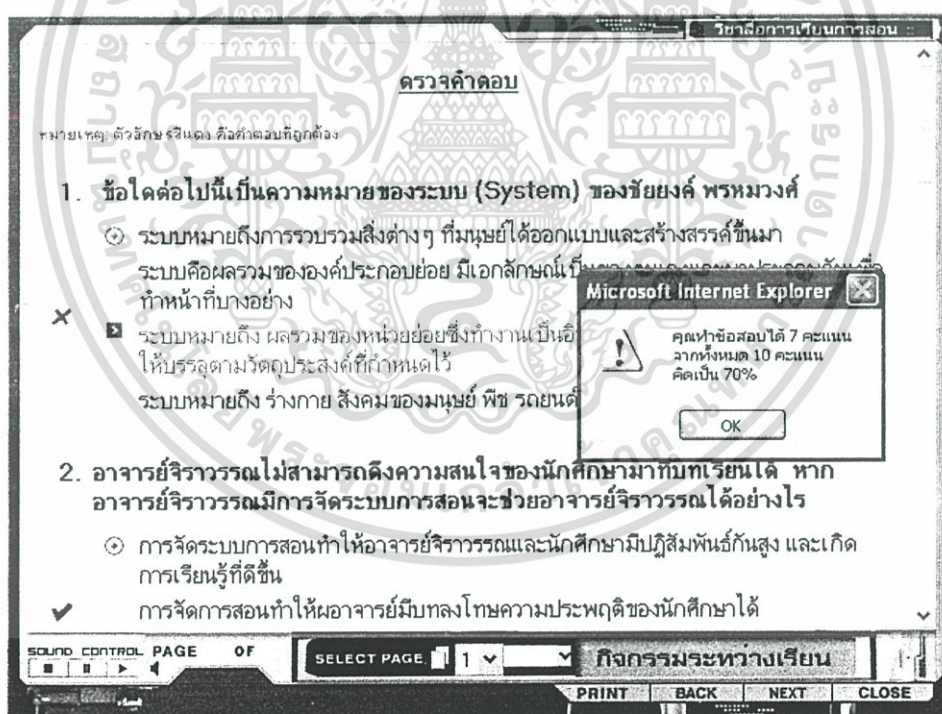 วิชาสื่อการเรียนการสอน ::
ตรวจคำตอบ
หมายเหตุ: ตัวอักษรสีแดง คือคำตอบที่ถูกต้อง
1. ข้อใดต่อไปนี้เป็นความหมายของระบบ (System) ของชัยยงค์ พรหมวงศ์
ระบบหมายถึงการรวบรวมสิ่งต่างๆ ที่มนุษย์ได้ออกแบบและสร้างสรรค์ขึ้นมา
ระบบคือผลรวมขององค์ประกอบย่อย มีเอกลักษณ์
ทำหน้าที่บางอย่าง
ระบบหมายถึง ผลรวมของหน่วยย่อยซึ่งทำงานเป็น
ให้บรรลุตามวัตถุประสงค์ที่กำหนดไว้
ระบบหมายถึง ร่างกาย สังคมของมนุษย์ พืช รถยนต์
Microsoft Internet Explorer
คุณทำข้อสอบได้ 7 คะแนน
จากทั้งหมด 10 คะแนน
คิดเป็น 70%
OK
2. อาจารย์จิราวรรณไม่สามารถดึงความสนใจของนักศึกษามาที่บทเรียนได้ หาก
อาจารย์จิราวรรณมีการจัดระบบการสอนจะช่วยอาจารย์จิราวรรณได้อย่างไร
การจัดระบบการสอนทำให้อาจารย์จิราวรรณและนักศึกษามีปฏิสัมพันธ์กันสูง และเกิด
การเรียนรู้ที่ดีขึ้น
การจัดการสอนทำให้ผอาจารย์มีบทลงโทษความประพฤติของนักศึกษาได้
SOUND CONTROL PAGE OF
SELECT PAGE 1
กิจกรรมระหว่างเรียน
PRINT BACK NEXT CLOSE